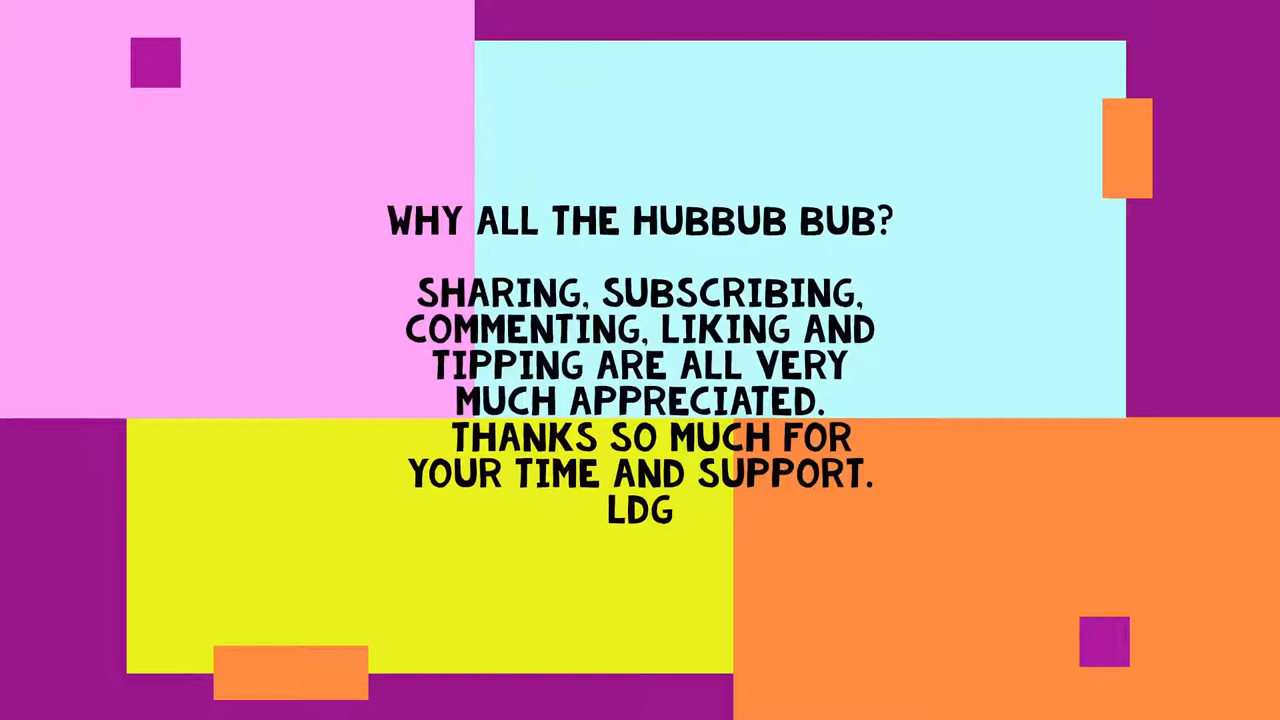 WHY ALL THE HUBBUB BUB?
SHARING, SUBSCRIBING,
COMMENTING, LIKING AND
TIPPING ARE ALL VERY
MUCH APPRECIATED.
THANKS SO MUCH FOR
YOUR TIME AND SUPPORT.
LDG